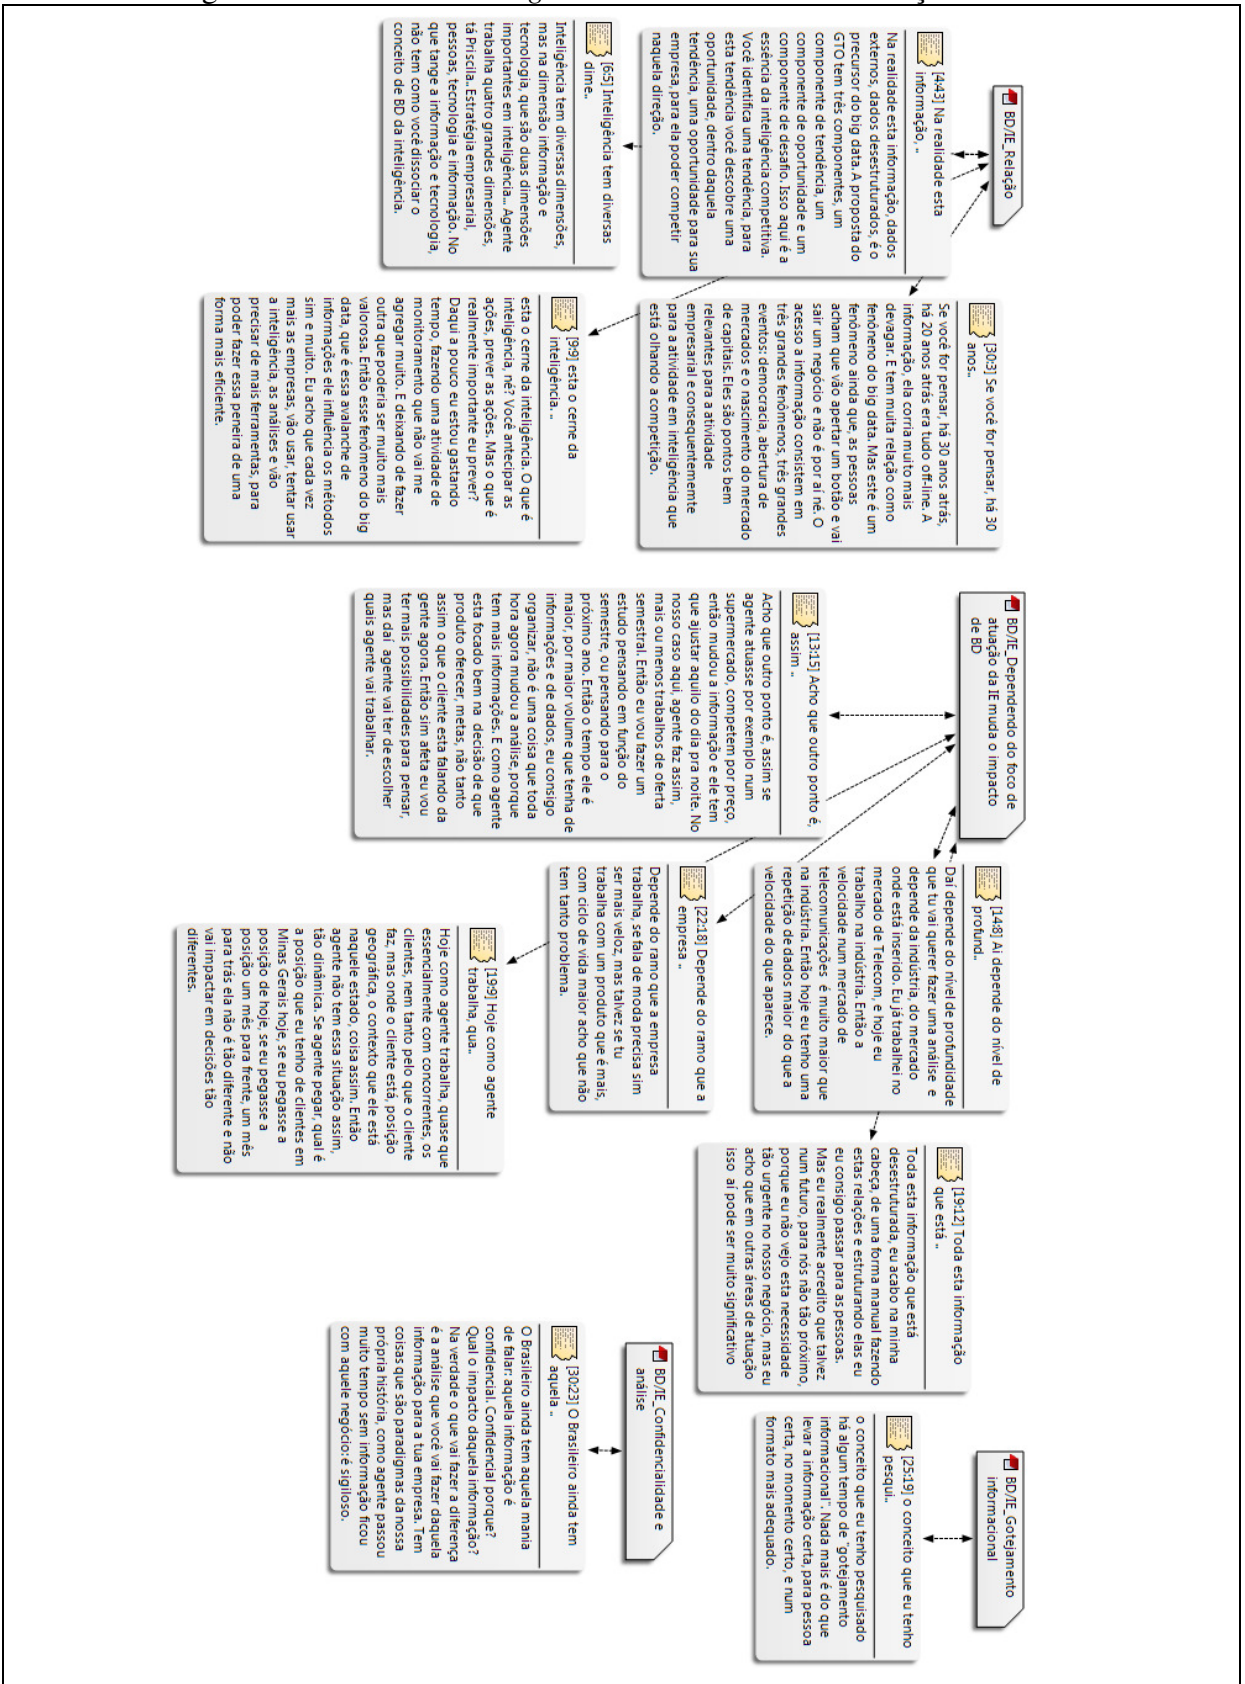 BD/IE_Relação
[4:43] Na realidade esta
informação, ..
Na realidade esta informação, dados
externos, dados desestruturados, é o
precursor do big data. A proposta do
GTO tem três componentes, um
componente de tendência, um
componente de oportunidade e um
componente de desafio. Isso aqui é a
essência da inteligência competitiva.
Você identifica uma tendência, para
esta tendência você descobre uma
oportunidade, dentro daquela
tendência, uma oportunidade para sua
empresa, para ela poder competir
naquela direção.
[6:5] Inteligência tem diversas
dime..
Inteligência tem diversas dimensões,
mas na dimensão informação e
tecnologia, que são duas dimensões
importantes em inteligência... Agente
trabalha quatro grandes dimensões,
tá Priscila.. Estratégia empresarial,
pessoas, tecnologia e informação. No
que tange a informação e tecnologia,
não tem como você dissociar o
conceito de BD da inteligência.
[30:3] Se você for pensar, há 30
anos..
Se você for pensar, há 30 anos atrás,
há 20 anos atrás era tudo off-line. A
informação, ela corria muito mais
devagar. E tem muita relação como
fenôneno do big data. Mas este é um
fenômeno ainda que, as pessoas
acham que vão apertar um botão e vai
sair um negócio e não é por aí né. O
acesso a informação consistem em
três grandes fenômenos, três grandes
eventos: democracia, abertura de
mercados e o nascimento do mercado
de capitais. Eles são pontos bem
relevantes para a atividade
empresarial e consequentememte
para a atividade em inteligência que
está olhando a competição.
[9:9] esta o cerne da
inteligência. ..
esta o cerne da inteligência. O que é
inteligência, né? Você antecipar as
ações, prever as ações. Mas o que é
realmente importante eu prever?
Daqui a pouco eu estou gastando
tempo, fazendo uma atividade de
monitoramento que não vai me
agregar muito. E deixando de fazer
outra que poderia ser muito mais
valorosa. Então esse fenômeno do big
data, que é essa avalanche de
informações ele influência os métodos
sim e muito. Eu acho que cada vez
mais as empresas, vão usar, tentar usar
a inteligência, as análises e vão
precisar de mais ferramentas, para
poder fazer essa peneira de uma
forma mais eficiente.
BD/IE_Dependendo do foco de
atuação da IE muda o impacto
de BD
[13:15] Acho que outro ponto é,
assim ..
Acho que outro ponto é, assim se
agente atuasse por exemplo num
supermercado, competem por preço,
então mudou a informação e ele tem
que ajustar aquilo do dia pra noite. No
nosso caso aqui, agente faz assim,
mais ou menos trabalhos de oferta
semestral. Então eu vou fazer um
estudo pensando em função do
semestre, ou pensando para o
próximo ano. Então o tempo ele é
maior, por maior volume que tenha de
informações e de dados, eu consigo
organizar, não é uma coisa que toda
hora agora mudou a análise, porque
tem mais informações. E como agente
esta focado bem na decisão de que
produto oferecer, metas, não tanto
assim o que o cliente esta falando da
gente agora. Então sim afeta eu vou
ter mais possibilidades para pensar,
mas daí agente vai ter de escolher
quais agente vai trabalhar.
[14:8] Aí depende do nível de
profund..
Daí depende do nível de profundidade
que tu vai querer fazer uma análise e
depende da indústria, do mercado
onde está inserido. Eu já trabalhei no
mercado de Telecom, e hoje eu
trabalho na indústria. Então a
velocidade num mercado de
telecomunicações é muito maior que
na indústria. Então hoje eu tenho uma
repetição de dados maior do que a
velocidade do que aparece.
[22:18] Depende do ramo que a
empresa ..
Depende do ramo que a empresa
trabalha, se fala de moda precisa sim
ser mais veloz, mas talvez se tu
trabalha com um produto que é mais,
com ciclo de vida maior acho que não
tem tanto problema.
[19:9] Hoje como agente
trabalha, qua..
Hoje como agente trabalha, quase que
essencialmente com concorrentes, os
clientes, nem tanto pelo que o cliente
faz, mas onde o cliente está, posição
geográfica, o contexto que ele está
naquele estado, coisa assim. Então
agente não tem essa situação assim,
tão dinâmica. Se agente pegar, qual é
a posição que eu tenho de clientes em
Minas Gerais hoje, se eu pegasse a
posição de hoje, se eu pegasse a
posição um mês para frente, um mês
para trás ela não é tão diferente e não
vai impactar em decisões tão
diferentes.
[19:12] Toda esta informação
que está ..
Toda esta informação que está
desestruturada, eu acabo na minha
cabeça, de uma forma manual fazendo
estas relações e estruturando elas eu
eu consigo passar para as pessoas.
Mas eu realmente acredito que talvez
num futuro, para nós não tão próximo,
porque eu não vejo esta necessidade
tão urgente no nosso negócio, mas eu
acho que em outras áreas de atuação
isso aí pode ser muito significativo
BD/IE_Confidencialidade e
análise
[30:23] O Brasileiro ainda tem
aquela ..
O Brasileiro ainda tem aquela mania
de falar: aquela informação é
confidencial. Confidencial porque?
Qual o impacto daquela informação?
Na verdade o que vai fazer a diferença
é a análise que você vai fazer daquela
informação para a tua empresa. Tem
coisas que são paradigmas da nossa
própria história, como agente passou
muito tempo sem informação ficou
com aquele negócio: é sigiloso.
BD/IE_Gotejamento
informacional
[25:19] o conceito que eu tenho
pesqui..
o conceito que eu tenho pesquisado
há algum tempo de "gotejamento
informacional". Nada mais é do que
levar a informação certa, para pessoa
certa, no momento certo, e num
formato mais adequado.